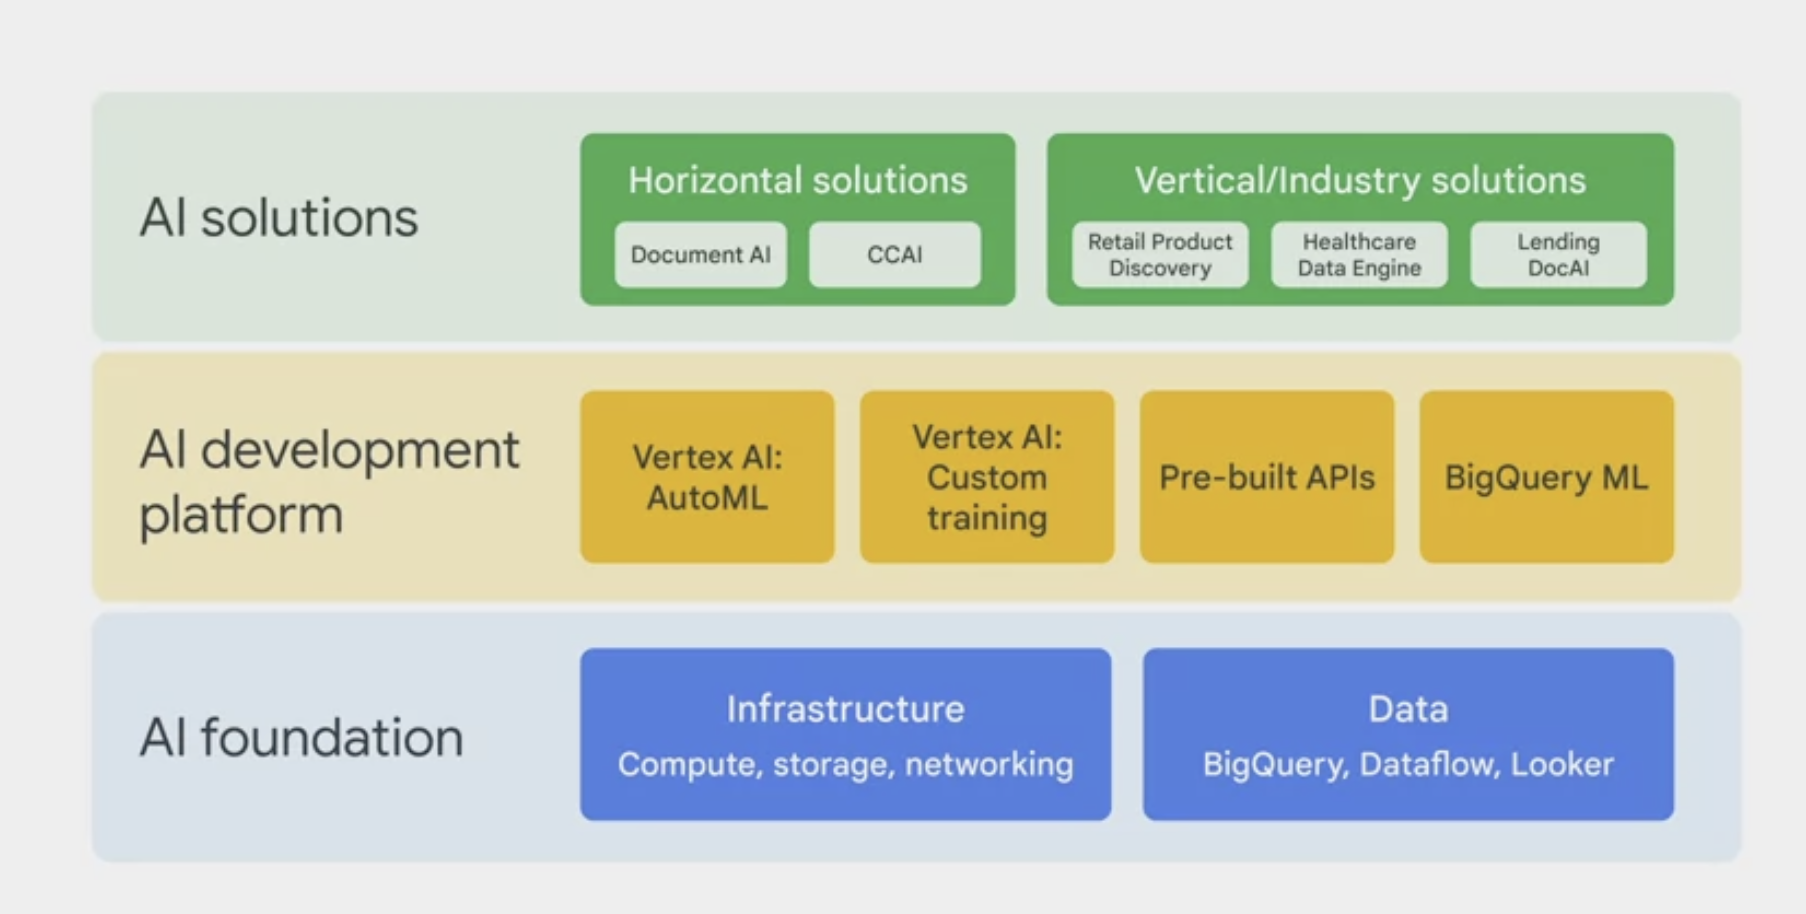 AI solutions
Horizontal solutions
Document AI
CCAI
Vertical/Industry solutions
Retail Product
Discovery
Healthcare
Data Engine
Lending
DocAI
AI development
platform
Vertex AI:
AutoML
Vertex AI:
Custom
training
Pre-built APIs
BigQuery ML
AI foundation
Infrastructure
Compute, storage, networking
Data
BigQuery, Dataflow, Looker